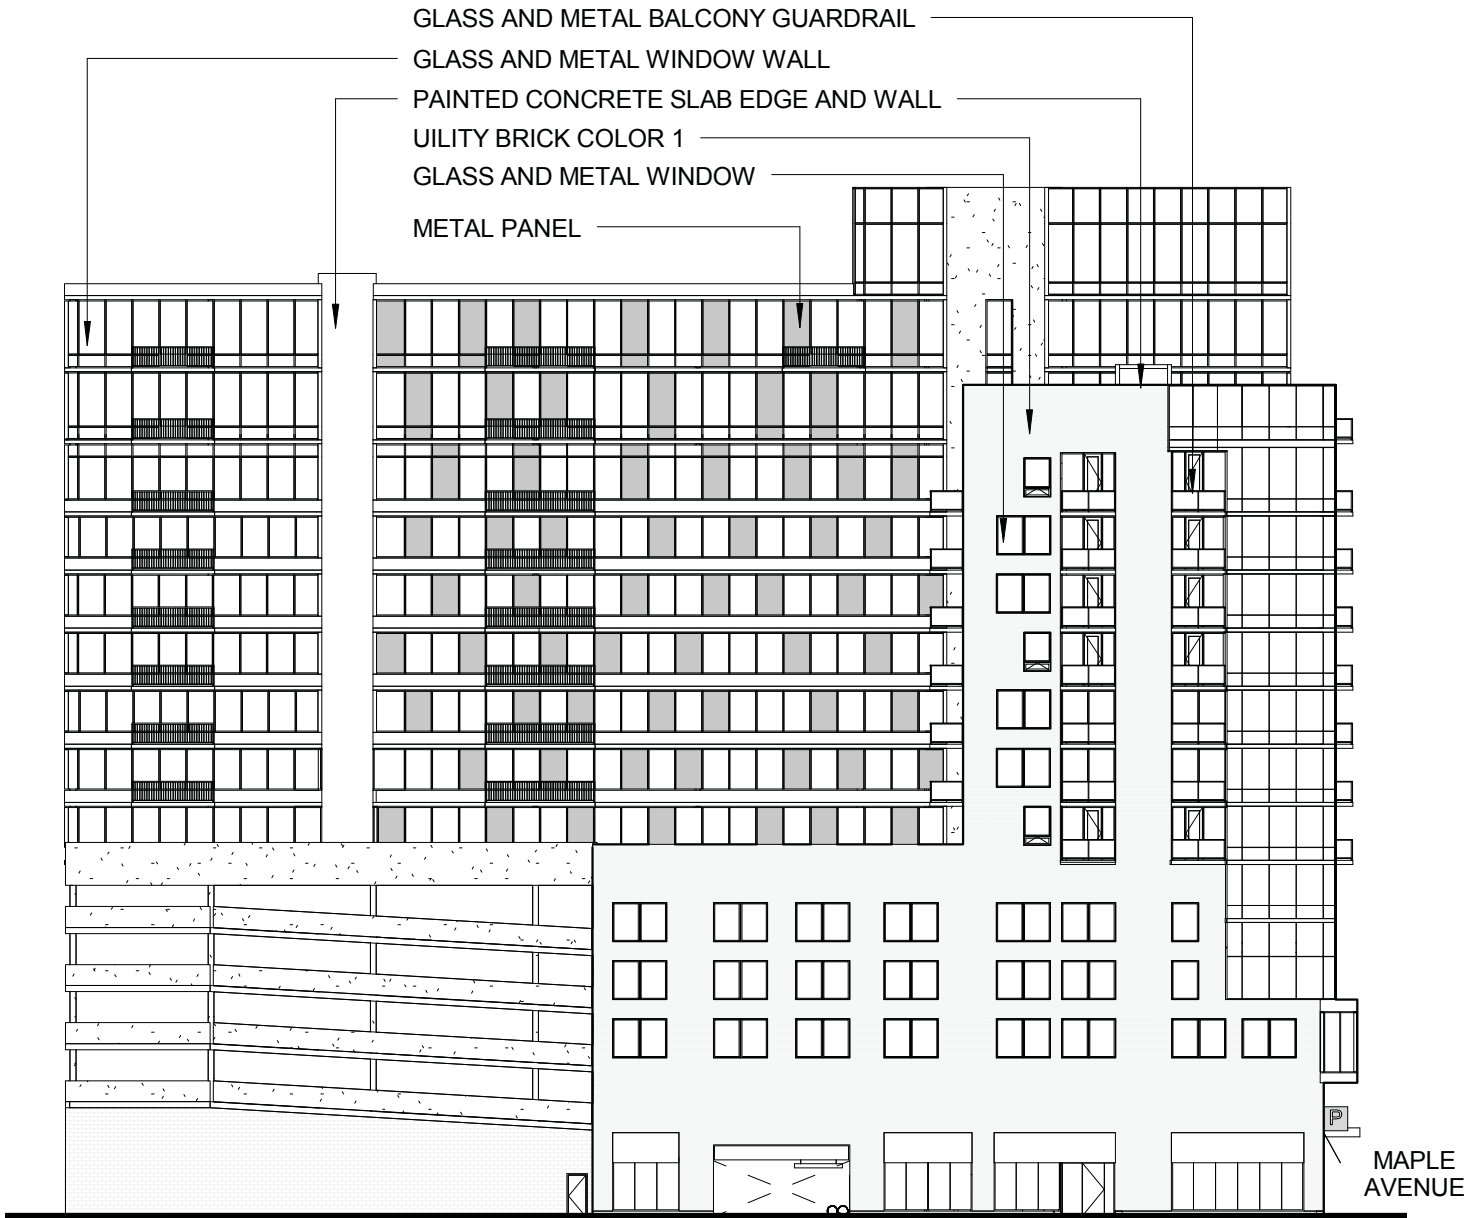 GLASS AND METAL BALCONY GUARDRAIL
GLASS AND METAL WINDOW WALL
PAINTED CONCRETE SLAB EDGE AND WALL
UILITY BRICK COLOR 1
GLASS AND METAL WINDOW
METAL PANEL
P
MAPLE
AVENUE